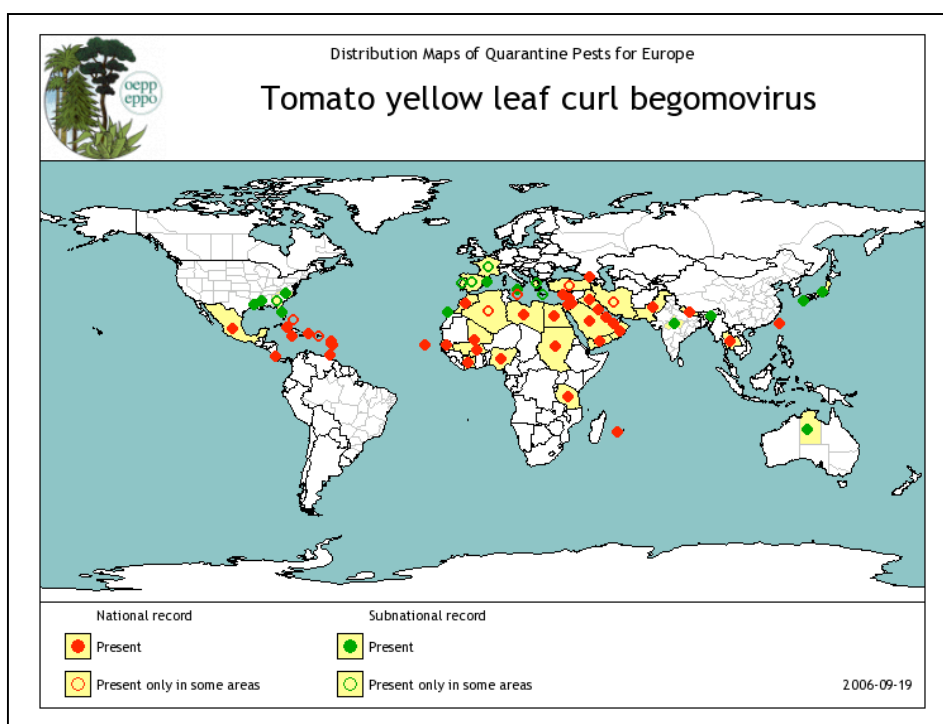 oepp
eppo
Distribution Maps of Quarantine Pests for Europe
Tomato yellow leaf curl begomovirus
National record
Subnational record
Present
Present
Present only in some areas
Present only in some areas
2006-09-19